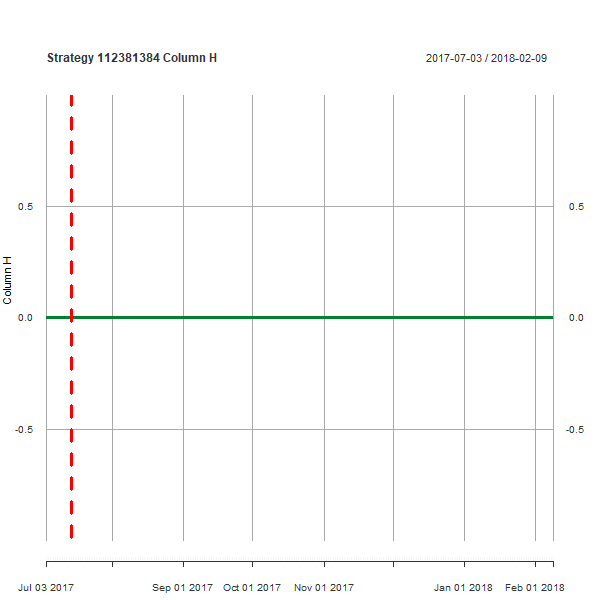 Strategy 112381384 Column H 2017-07-03 / 2018-02-09
0.5 0.5
Column H
0.0 0.0
-0.5 -0.5
Jul 03 2017 Sep 01 2017 Oct 01 2017 Nov 01 2017 Jan 01 2018 Feb 01 2018